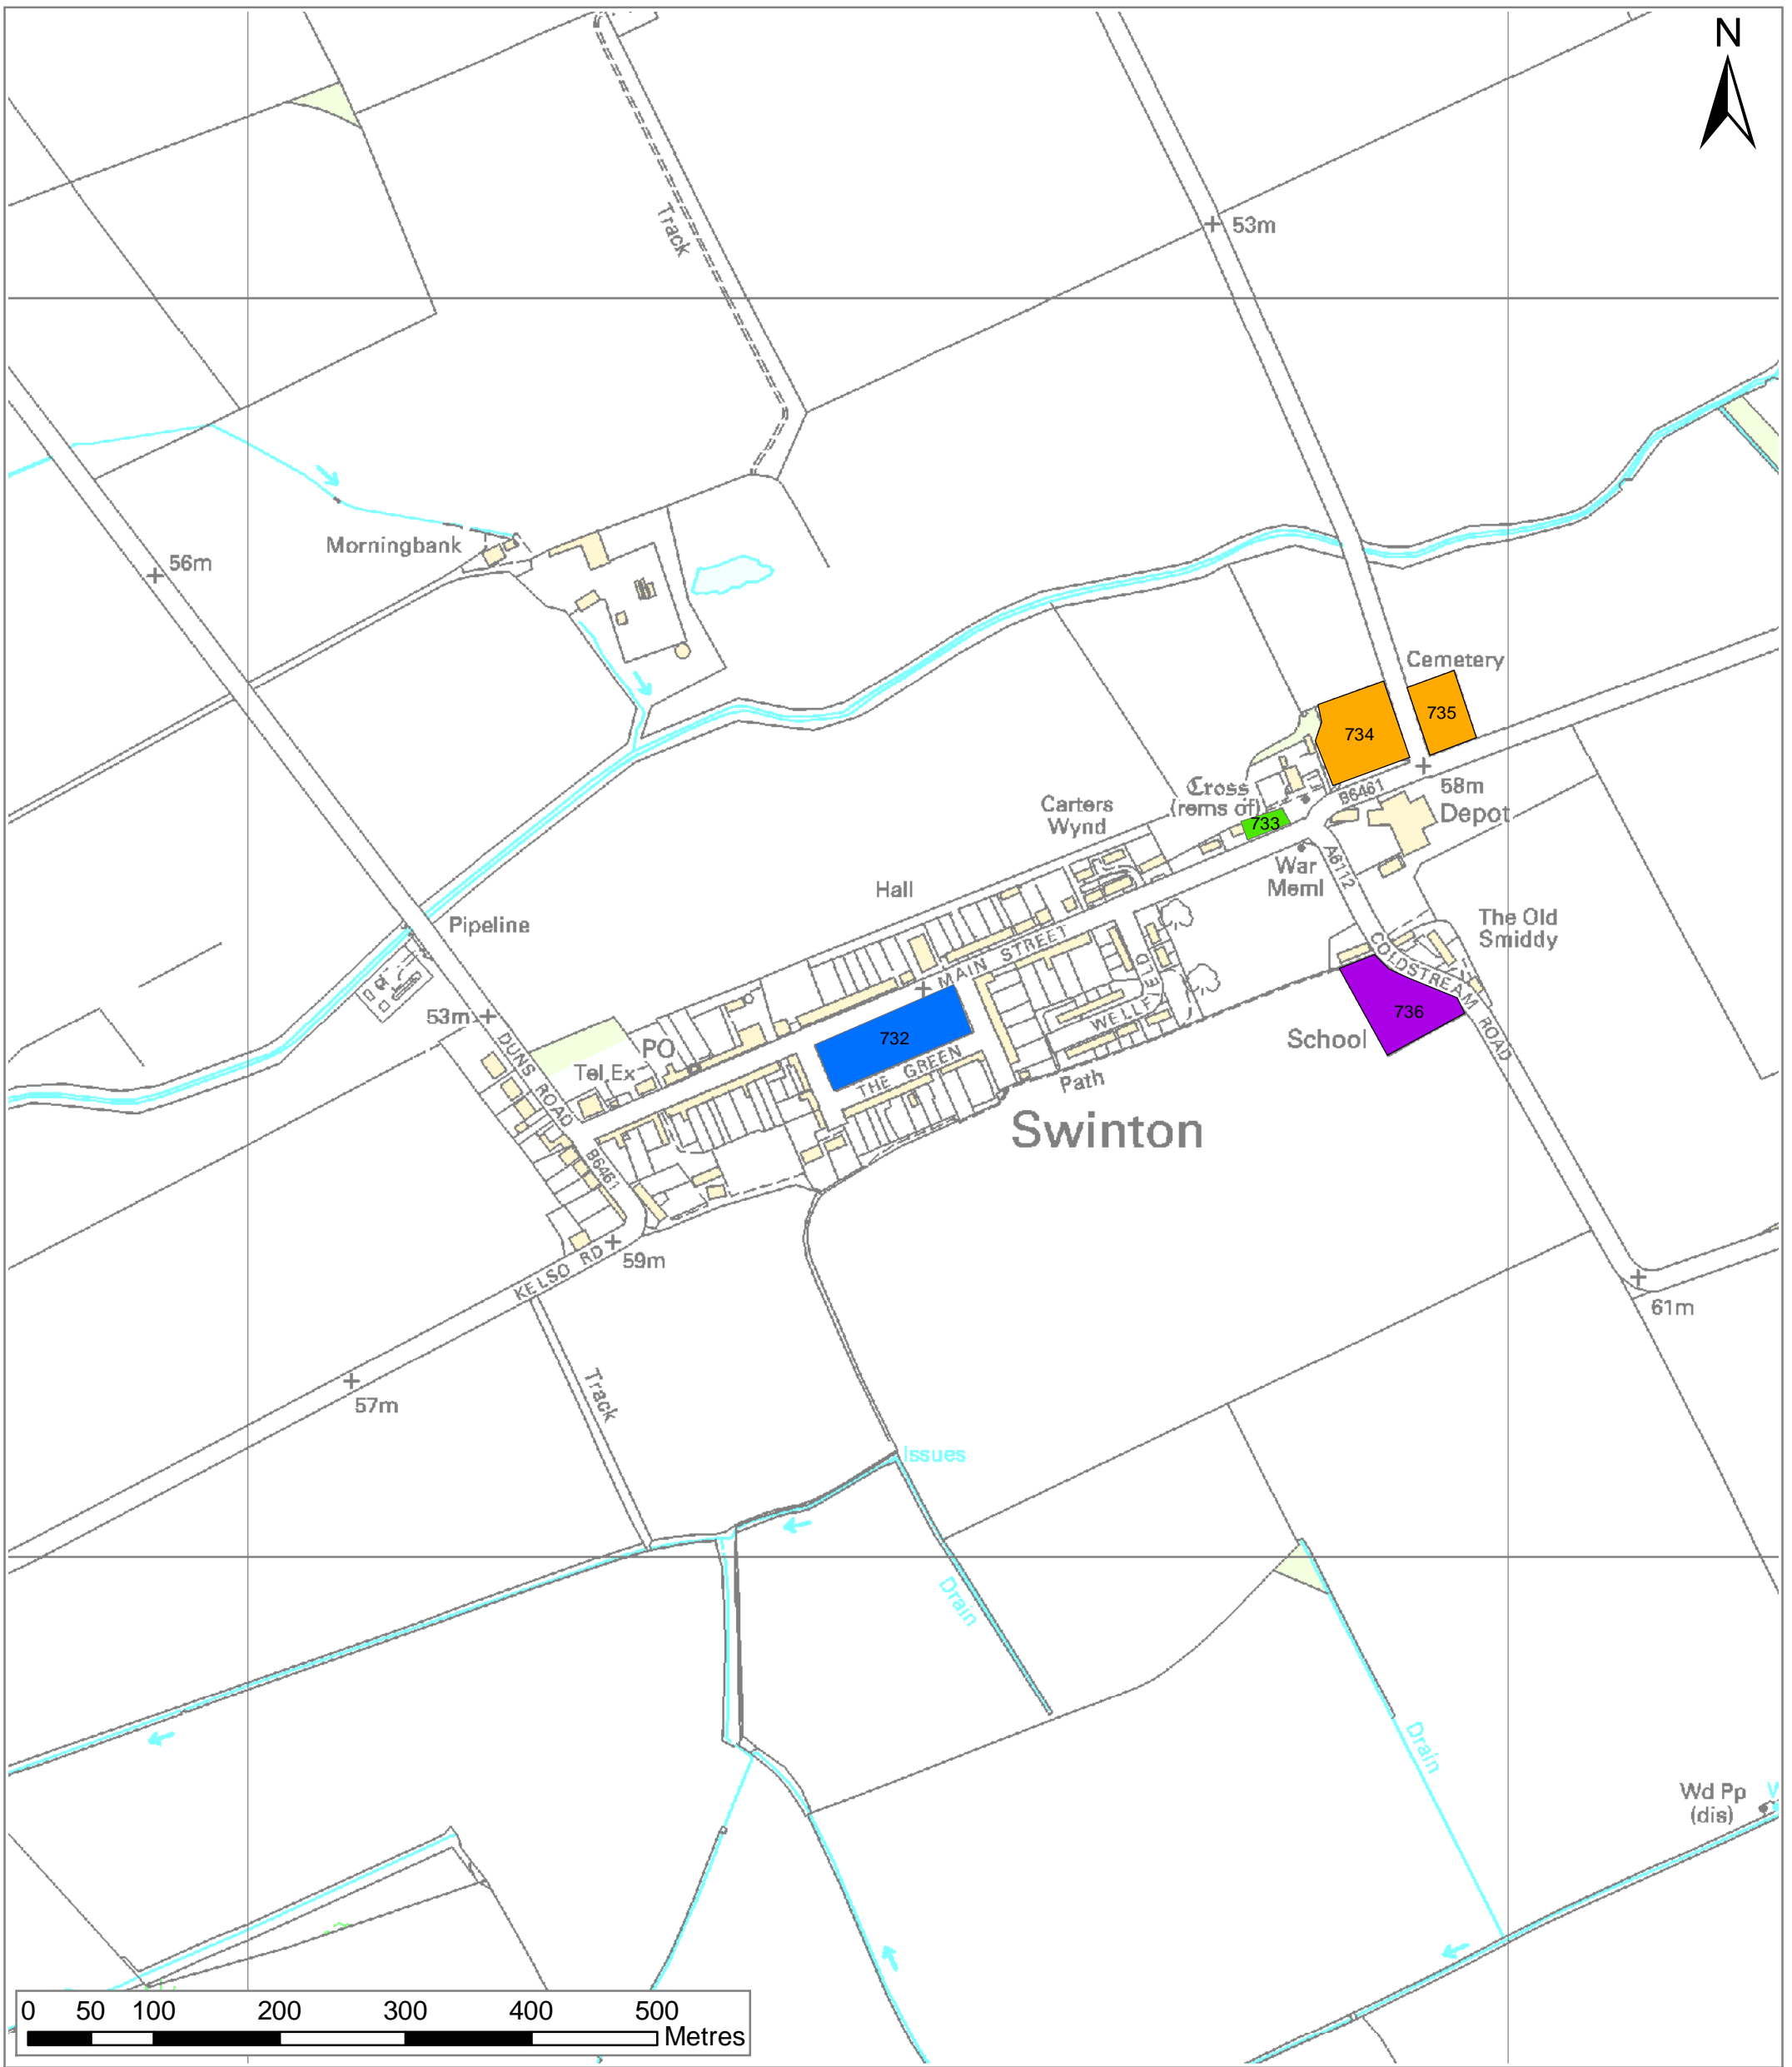 N
Track
53m
Morningbank
56m
Cemetery
735
734
58m
B6461
Cross
(rems of)
Carters
Wynd
733
Depot
War
Meml
A6112
Hall
The Old
Smiddy
Pipeline
MAIN STREET
COLDSTREAM ROAD
WELLFIELD
736
School
53m
732
DUNS ROAD
PO
Tel Ex
THE GREEN
Path
Swinton
B6461
59m
KELSO RD
61m
57m
Track
Issues
Drain
Drain
Wd Pp
(dis)
W
0 50 100 200 300 400 500
Metres